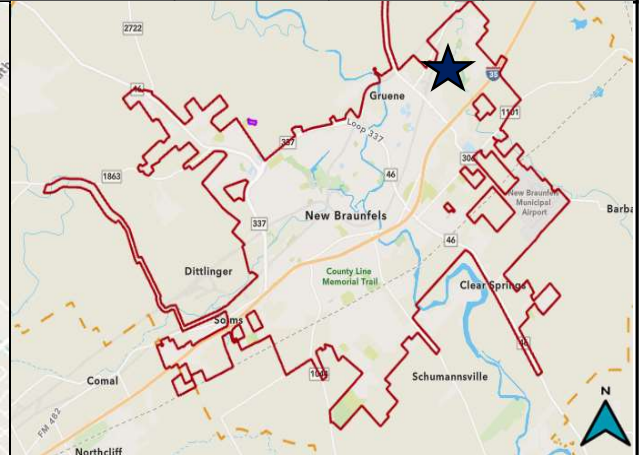 2722
46
35
Gruene
1101
337
Loop 337
306
1863
46
New Braunfels
Municipal
Airport
Barba
337
New Braunfels
46
Dittlinger
County Line
Memorial Trail
Clear Springs
Solms
46
1044
Comal
Schumannsville
N
FM 482
Northcliff